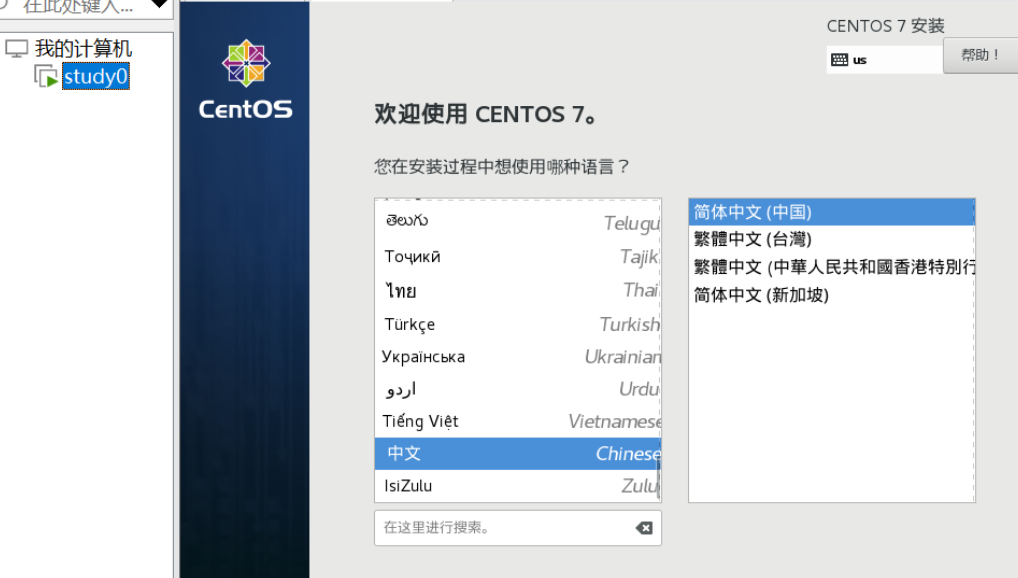 在此处键入...
我的计算机
study0
CentOS
CENTOS 7 安装
us
帮助！
欢迎使用 CENTOS 7。
您在安装过程中想使用哪种语言？
తెలుగు Telugu
Тоҷикӣ Tajik
ไทย Thai
Türkçe Turkish
Українська Ukrainian
اردو Urdu
Tiếng Việt Vietnamese
中文 Chinese
IsiZulu Zulu
在这里进行搜索。
简体中文 (中国)
繁體中文 (台灣)
繁體中文 (中華人民共和國香港特別行
简体中文 (新加坡)